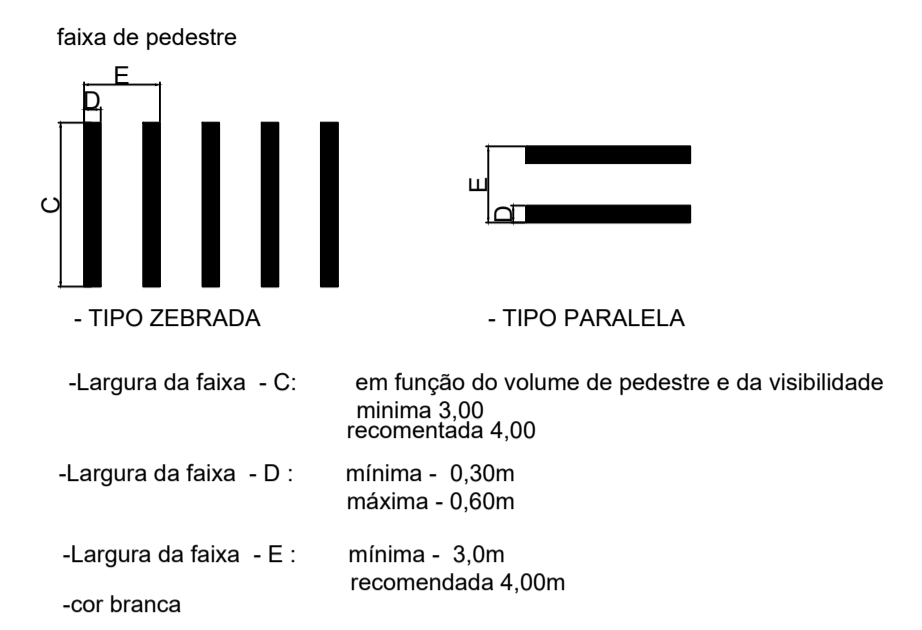 faixa de pedestre
E
D
C
E
D
- TIPO ZEBRADA
- TIPO PARALELA
-Largura da faixa - C: em função do volume de pedestre e da visibilidade
minima 3,00
recomentada 4,00
-Largura da faixa - D : mínima - 0,30m
máxima - 0,60m
-Largura da faixa - E : mínima - 3,0m
recomendada 4,00m
-cor branca